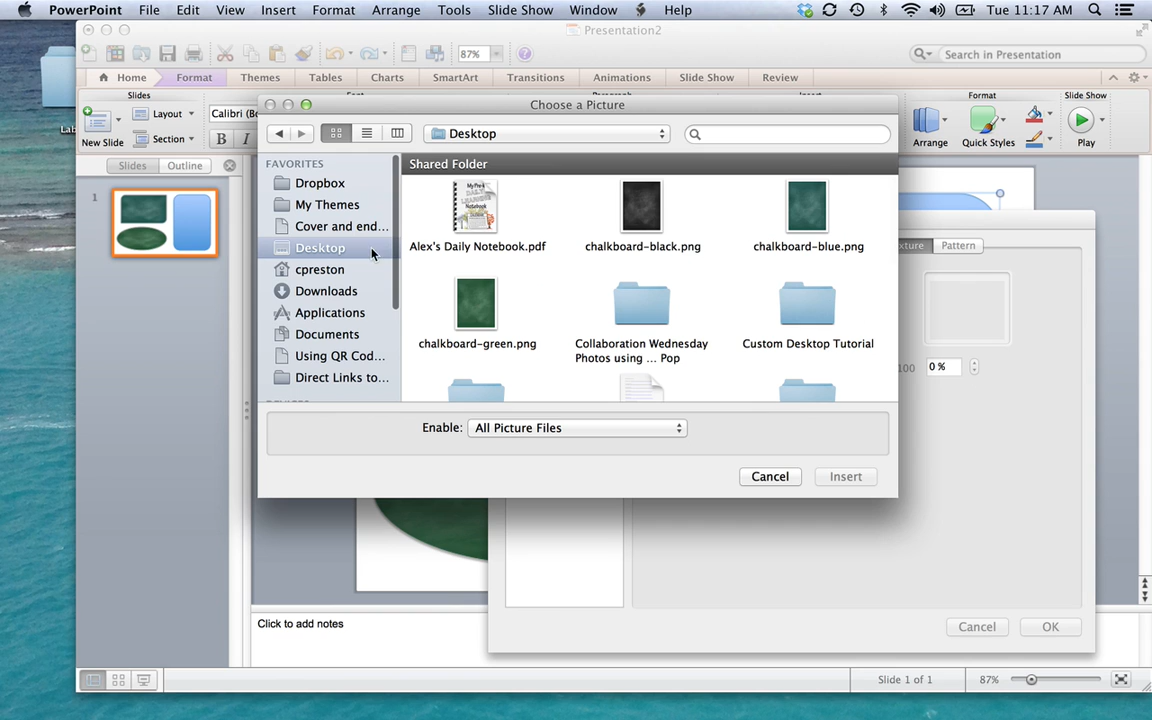 PowerPoint File Edit View Insert Format Arrange Tools Slide Show Window Help Tue 11:17 AM
Presentation2
87% Search in Presentation
Home Format Themes Tables Charts SmartArt Transitions Animations Slide Show Review
Slides Format Slide Show
Layout Calibri (Bo
New Slide Section B I Arrange Quick Styles Play
Slides Outline
1
Lab
Choose a Picture
Desktop
FAVORITES
Dropbox
My Themes
Cover and end...
Desktop
cpreston
Downloads
Applications
Documents
Using QR Cod...
Direct Links to...
Shared Folder
Alex's Daily Notebook.pdf chalkboard-black.png chalkboard-blue.png
chalkboard-green.png Collaboration Wednesday Custom Desktop Tutorial
Photos using ... Pop
Enable: All Picture Files
Cancel Insert
xture Pattern
100 0 %
Cancel OK
Click to add notes
Slide 1 of 1 87%